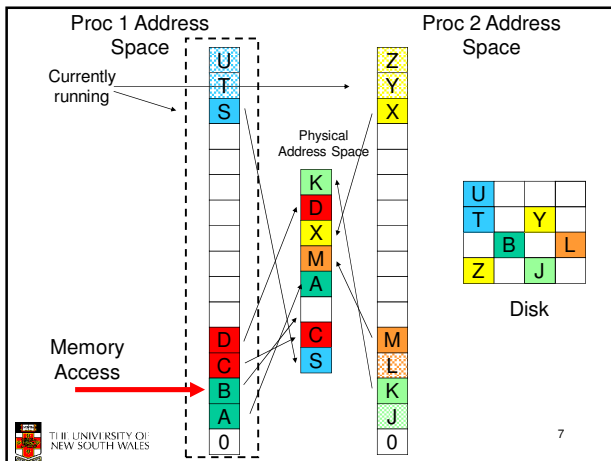 Proc 1 Address
Space
Proc 2 Address
Space
Currently
running
U
T
S
D
C
B
A
0
Memory
Access
Physical
Address Space
K
D
X
M
A
C
S
Z
Y
X
M
L
K
J
0
U
T Y
B L
Z J
Disk
THE UNIVERSITY OF
NEW SOUTH WALES
7